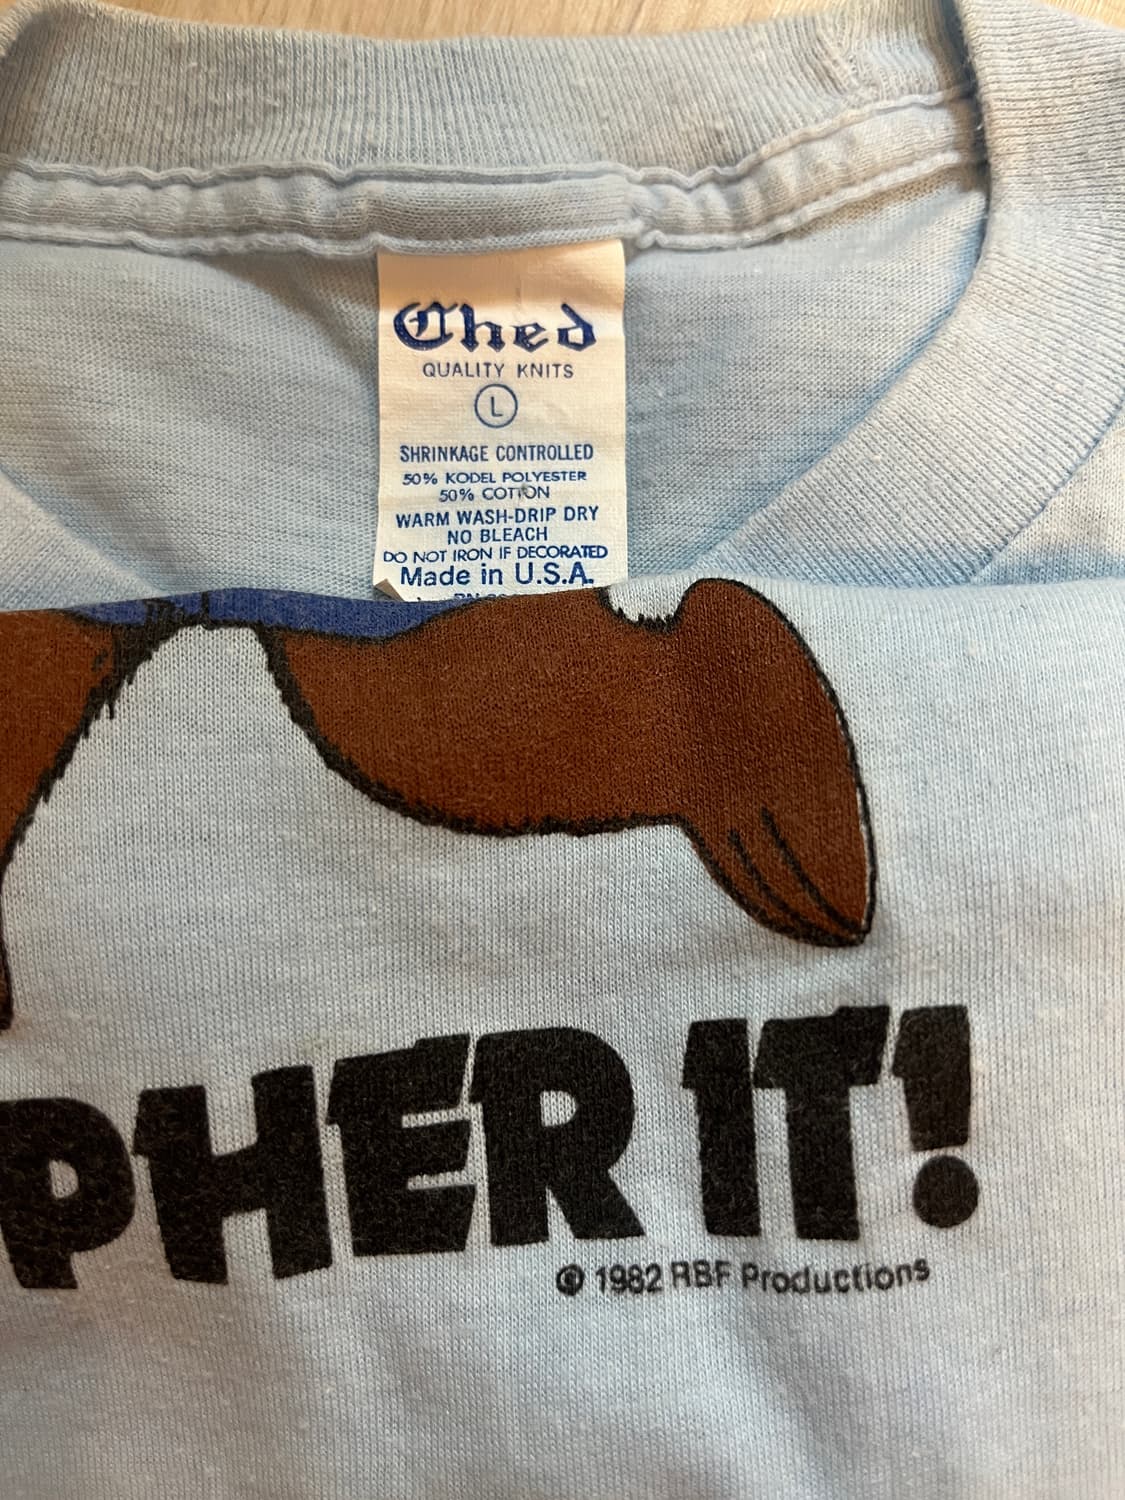 Ched
QUALITY KNITS
L
SHRINKAGE CONTROLLED
50% KODEL POLYESTER
50% COTTON
WARM WASH-DRIP DRY
NO BLEACH
DO NOT IRON IF DECORATED
Made in U.S.A.
PHER IT!
© 1982 RBF Productions